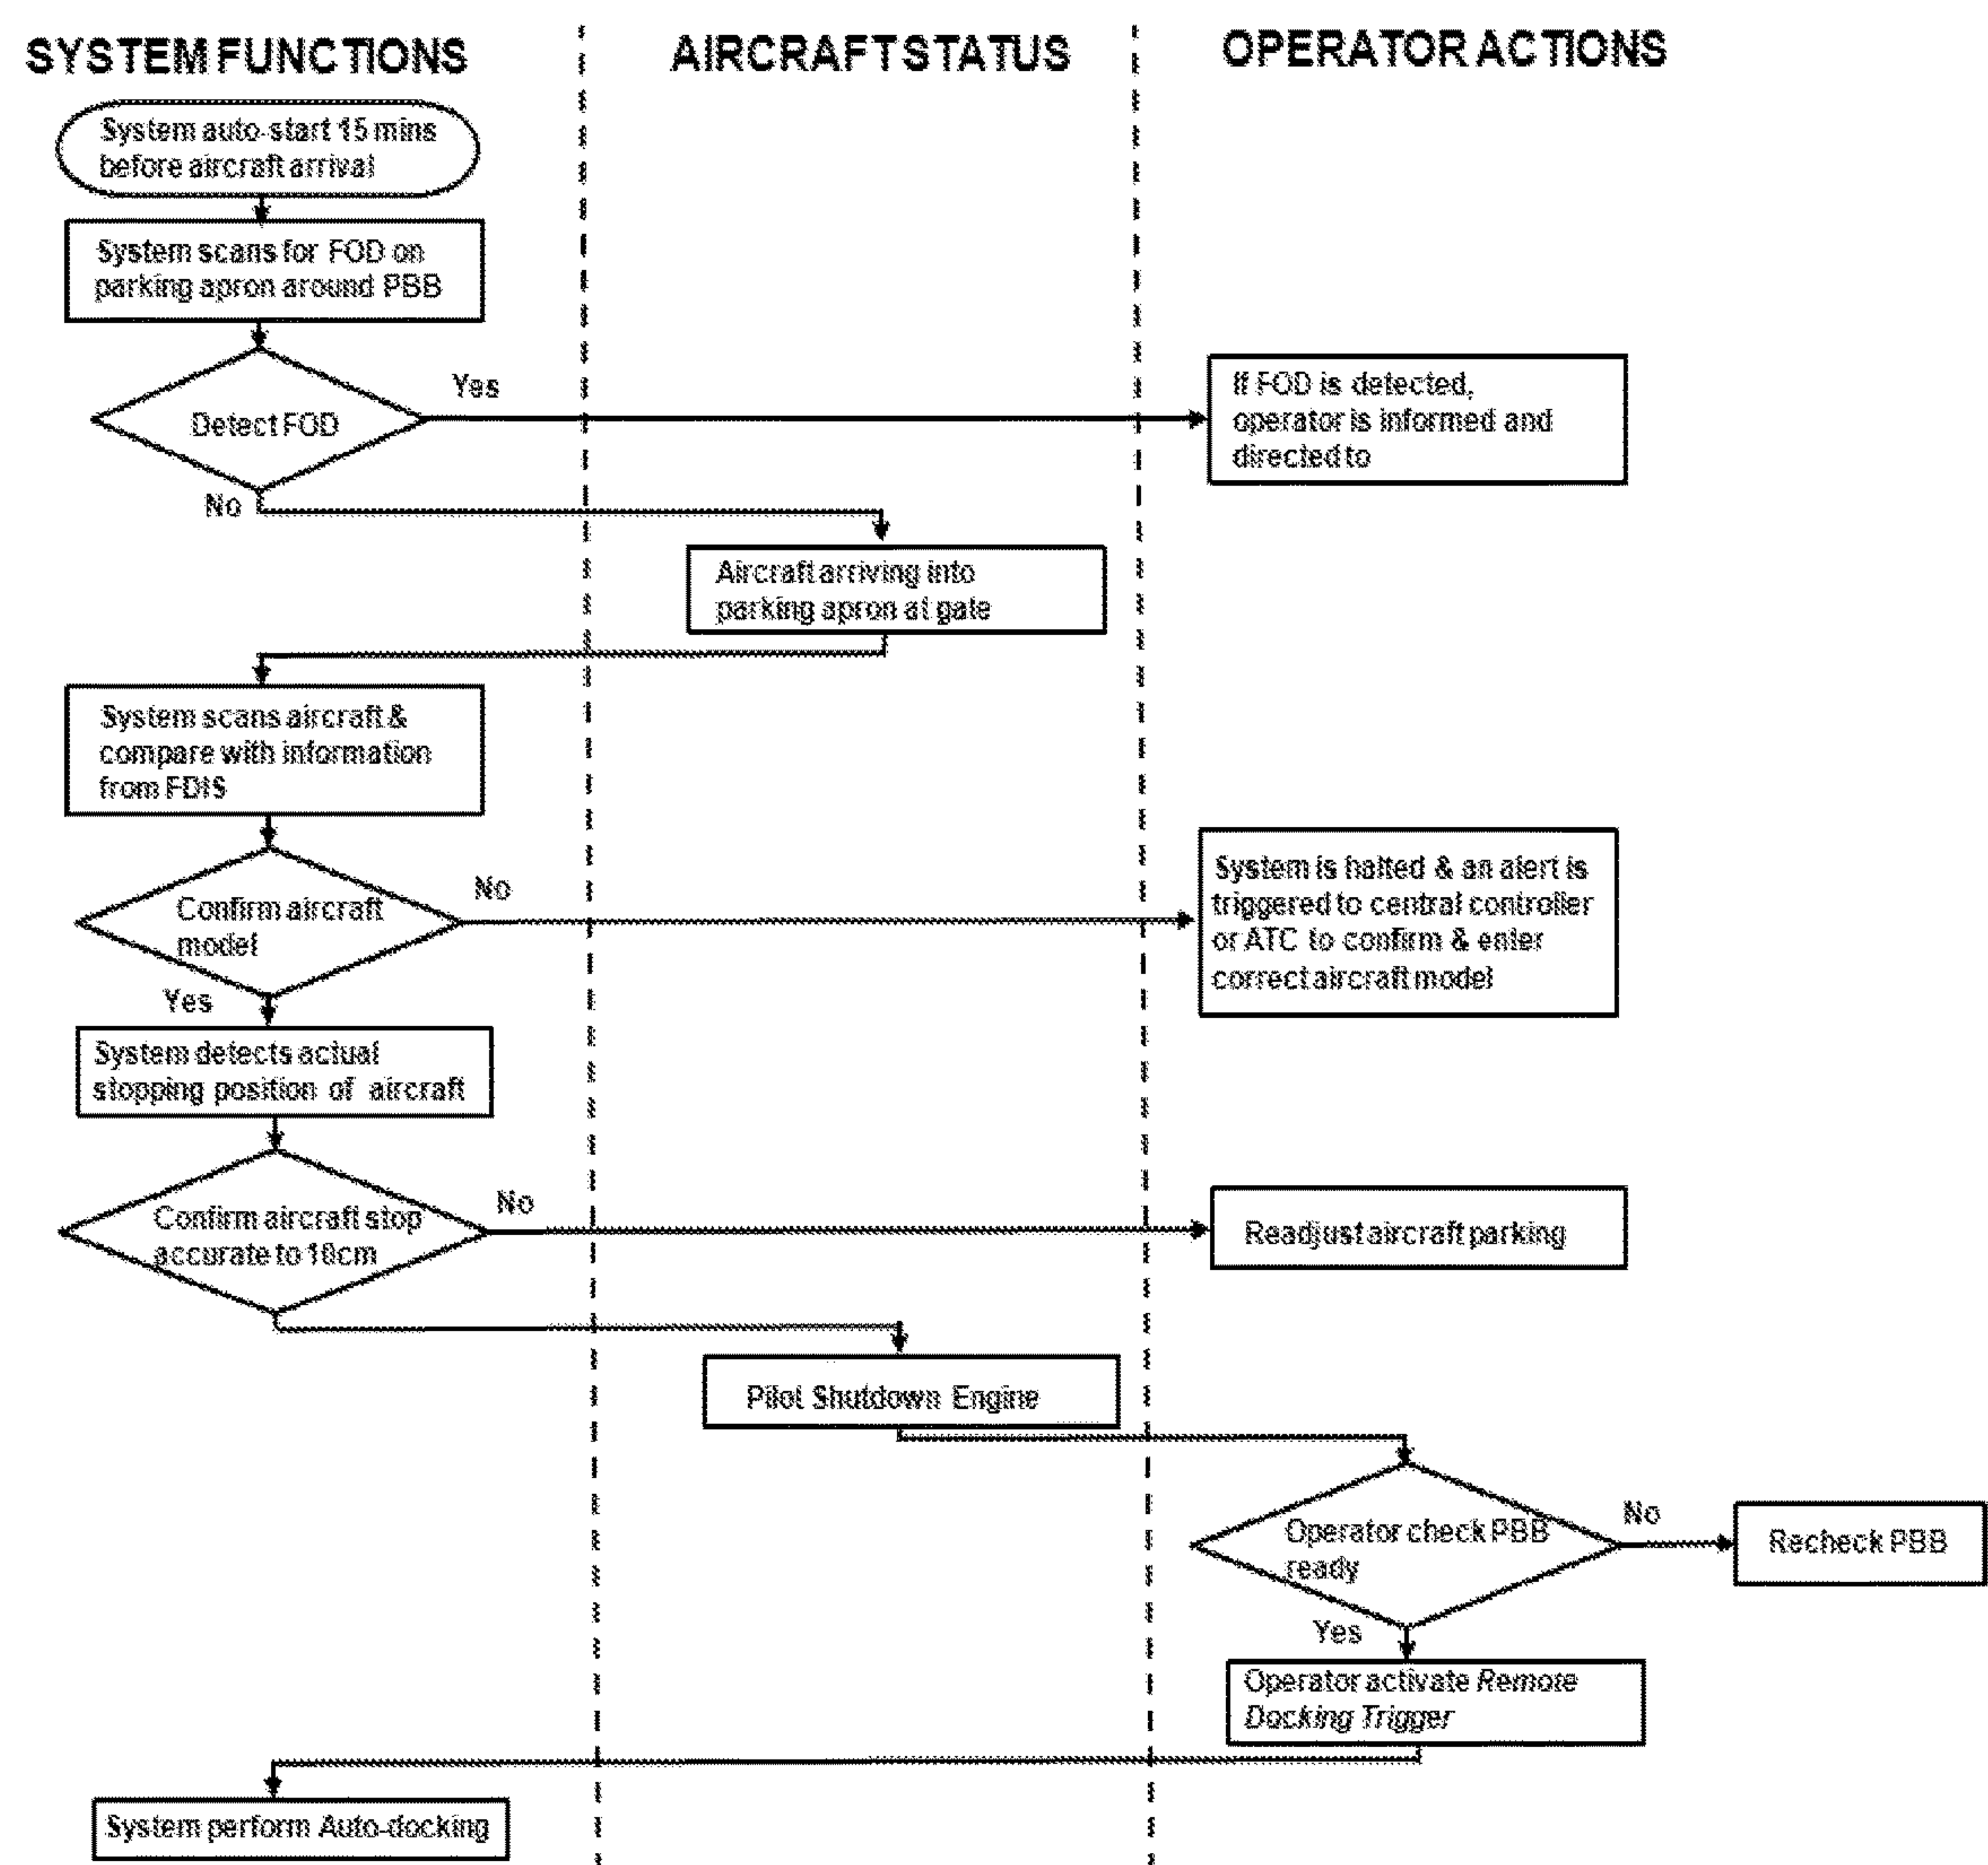 SYSTEM FUNCTIONS
AIRCRAFT STATUS
OPERATOR ACTIONS
System auto-start 15 mins
before aircraft arrival
System scans for FOD on
parking apron around PBB
Detect FOD
Yes
If FOD is detected,
operator is informed and
directed to
No
Aircraft arriving into
parking apron at gate
System scans aircraft &
compare with information
from FDIS
Confirm aircraft
model
No
System is halted & an alert is
triggered to central controller
or ATC to confirm & enter
correct aircraft model
Yes
System detects actual
stopping position of aircraft
Confirm aircraft stop
accurate to 10cm
No
Readjust aircraft parking
Pilot Shutdown Engine
Operator check PBB
ready
No
Recheck PBB
Yes
Operator activate Remote
Docking Trigger
System perform Auto-docking